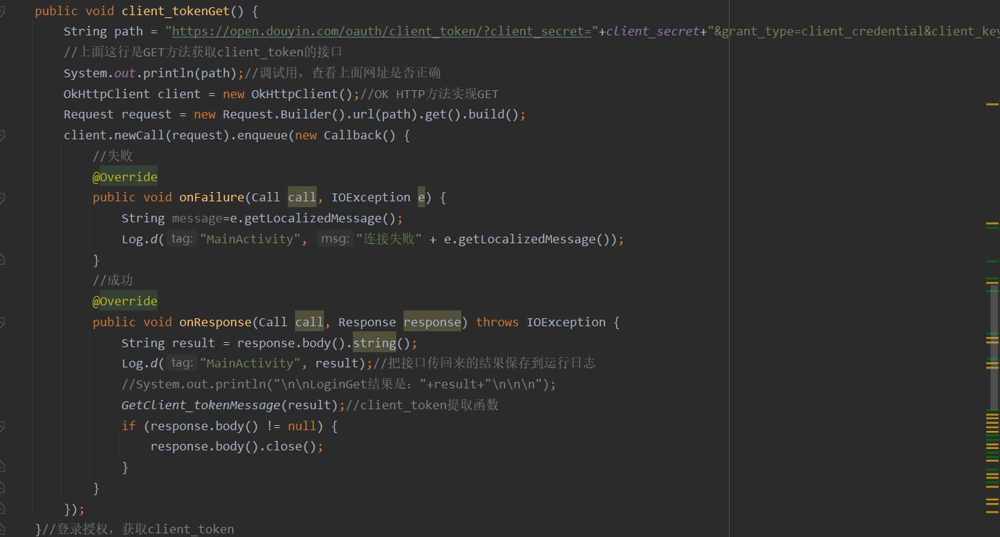 public void client_tokenGet() {
String path = "https://open.douyin.com/oauth/client_token/?client_secret="+client_secret+"&grant_type=client_credential&client_key
//上面这行是GET方法获取client_token的接口
System.out.println(path);//调试用，查看上面网址是否正确
OkHttpClient client = new OkHttpClient();//OK HTTP方法实现GET
Request request = new Request.Builder().url(path).get().build();
client.newCall(request).enqueue(new Callback() {
//失败
@Override
public void onFailure(Call call, IOException e) {
String message=e.getLocalizedMessage();
Log.d( tag: "MainActivity", msg: "连接失败" + e.getLocalizedMessage());
}
//成功
@Override
public void onResponse(Call call, Response response) throws IOException {
String result = response.body().string();
Log.d( tag: "MainActivity", result);//把接口传回来的结果保存到运行日志
//System.out.println("\n\nLoginGet结果是："+result+"\n\n\n");
GetClient_tokenMessage(result);//client_token提取函数
if (response.body() != null) {
response.body().close();
}
}
});
}//登录授权，获取client_token